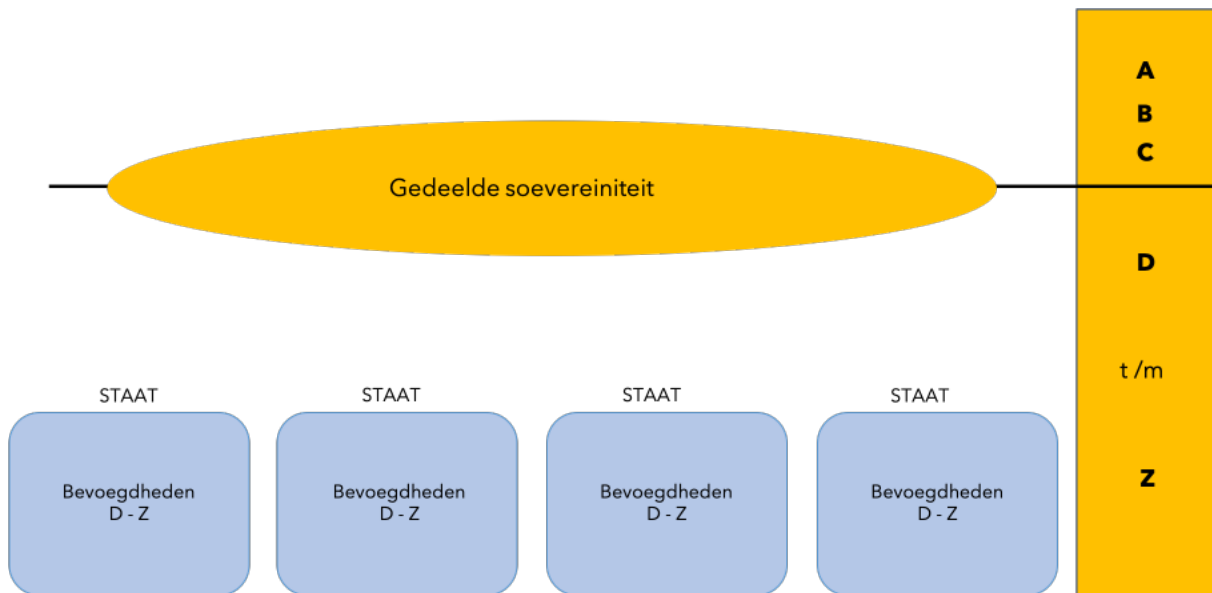 A
B
C
Gedeelde soevereiniteit
D
t /m
STAAT
STAAT
STAAT
STAAT
Z
Bevoegdheden
D - Z
Bevoegdheden
D - Z
Bevoegdheden
D - Z
Bevoegdheden
D - Z